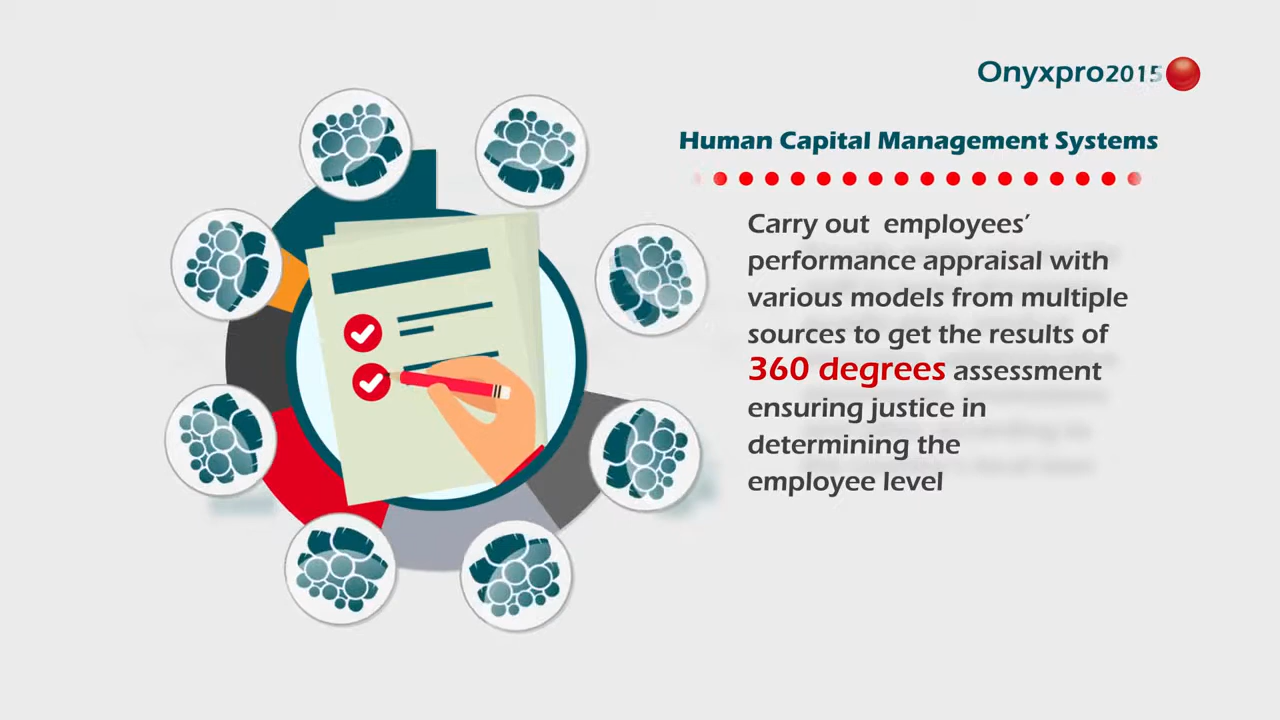 Onyxpro2015
Human Capital Management Systems
Carry out employees’
performance appraisal with
various models from multiple
sources to get the results of
360 degrees assessment
ensuring justice in
determining the
employee level